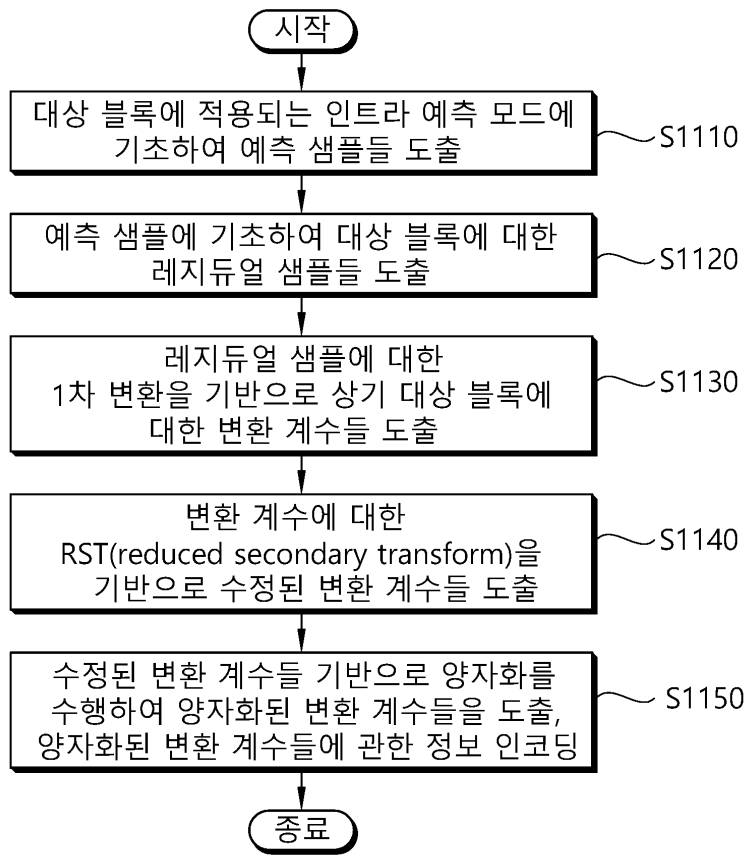 시작
대상 블록에 적용되는 인트라 예측 모드에
기초하여 예측 샘플들 도출
S1110
예측 샘플에 기초하여 대상 블록에 대한
레지듀얼 샘플들 도출
S1120
레지듀얼 샘플에 대한
1차 변환을 기반으로 상기 대상 블록에
대한 변환 계수들 도출
S1130
변환 계수에 대한
RST(reduced secondary transform)을
기반으로 수정된 변환 계수들 도출
S1140
수정된 변환 계수들 기반으로 양자화를
수행하여 양자화된 변환 계수들을 도출,
양자화된 변환 계수들에 관한 정보 인코딩
S1150
종료